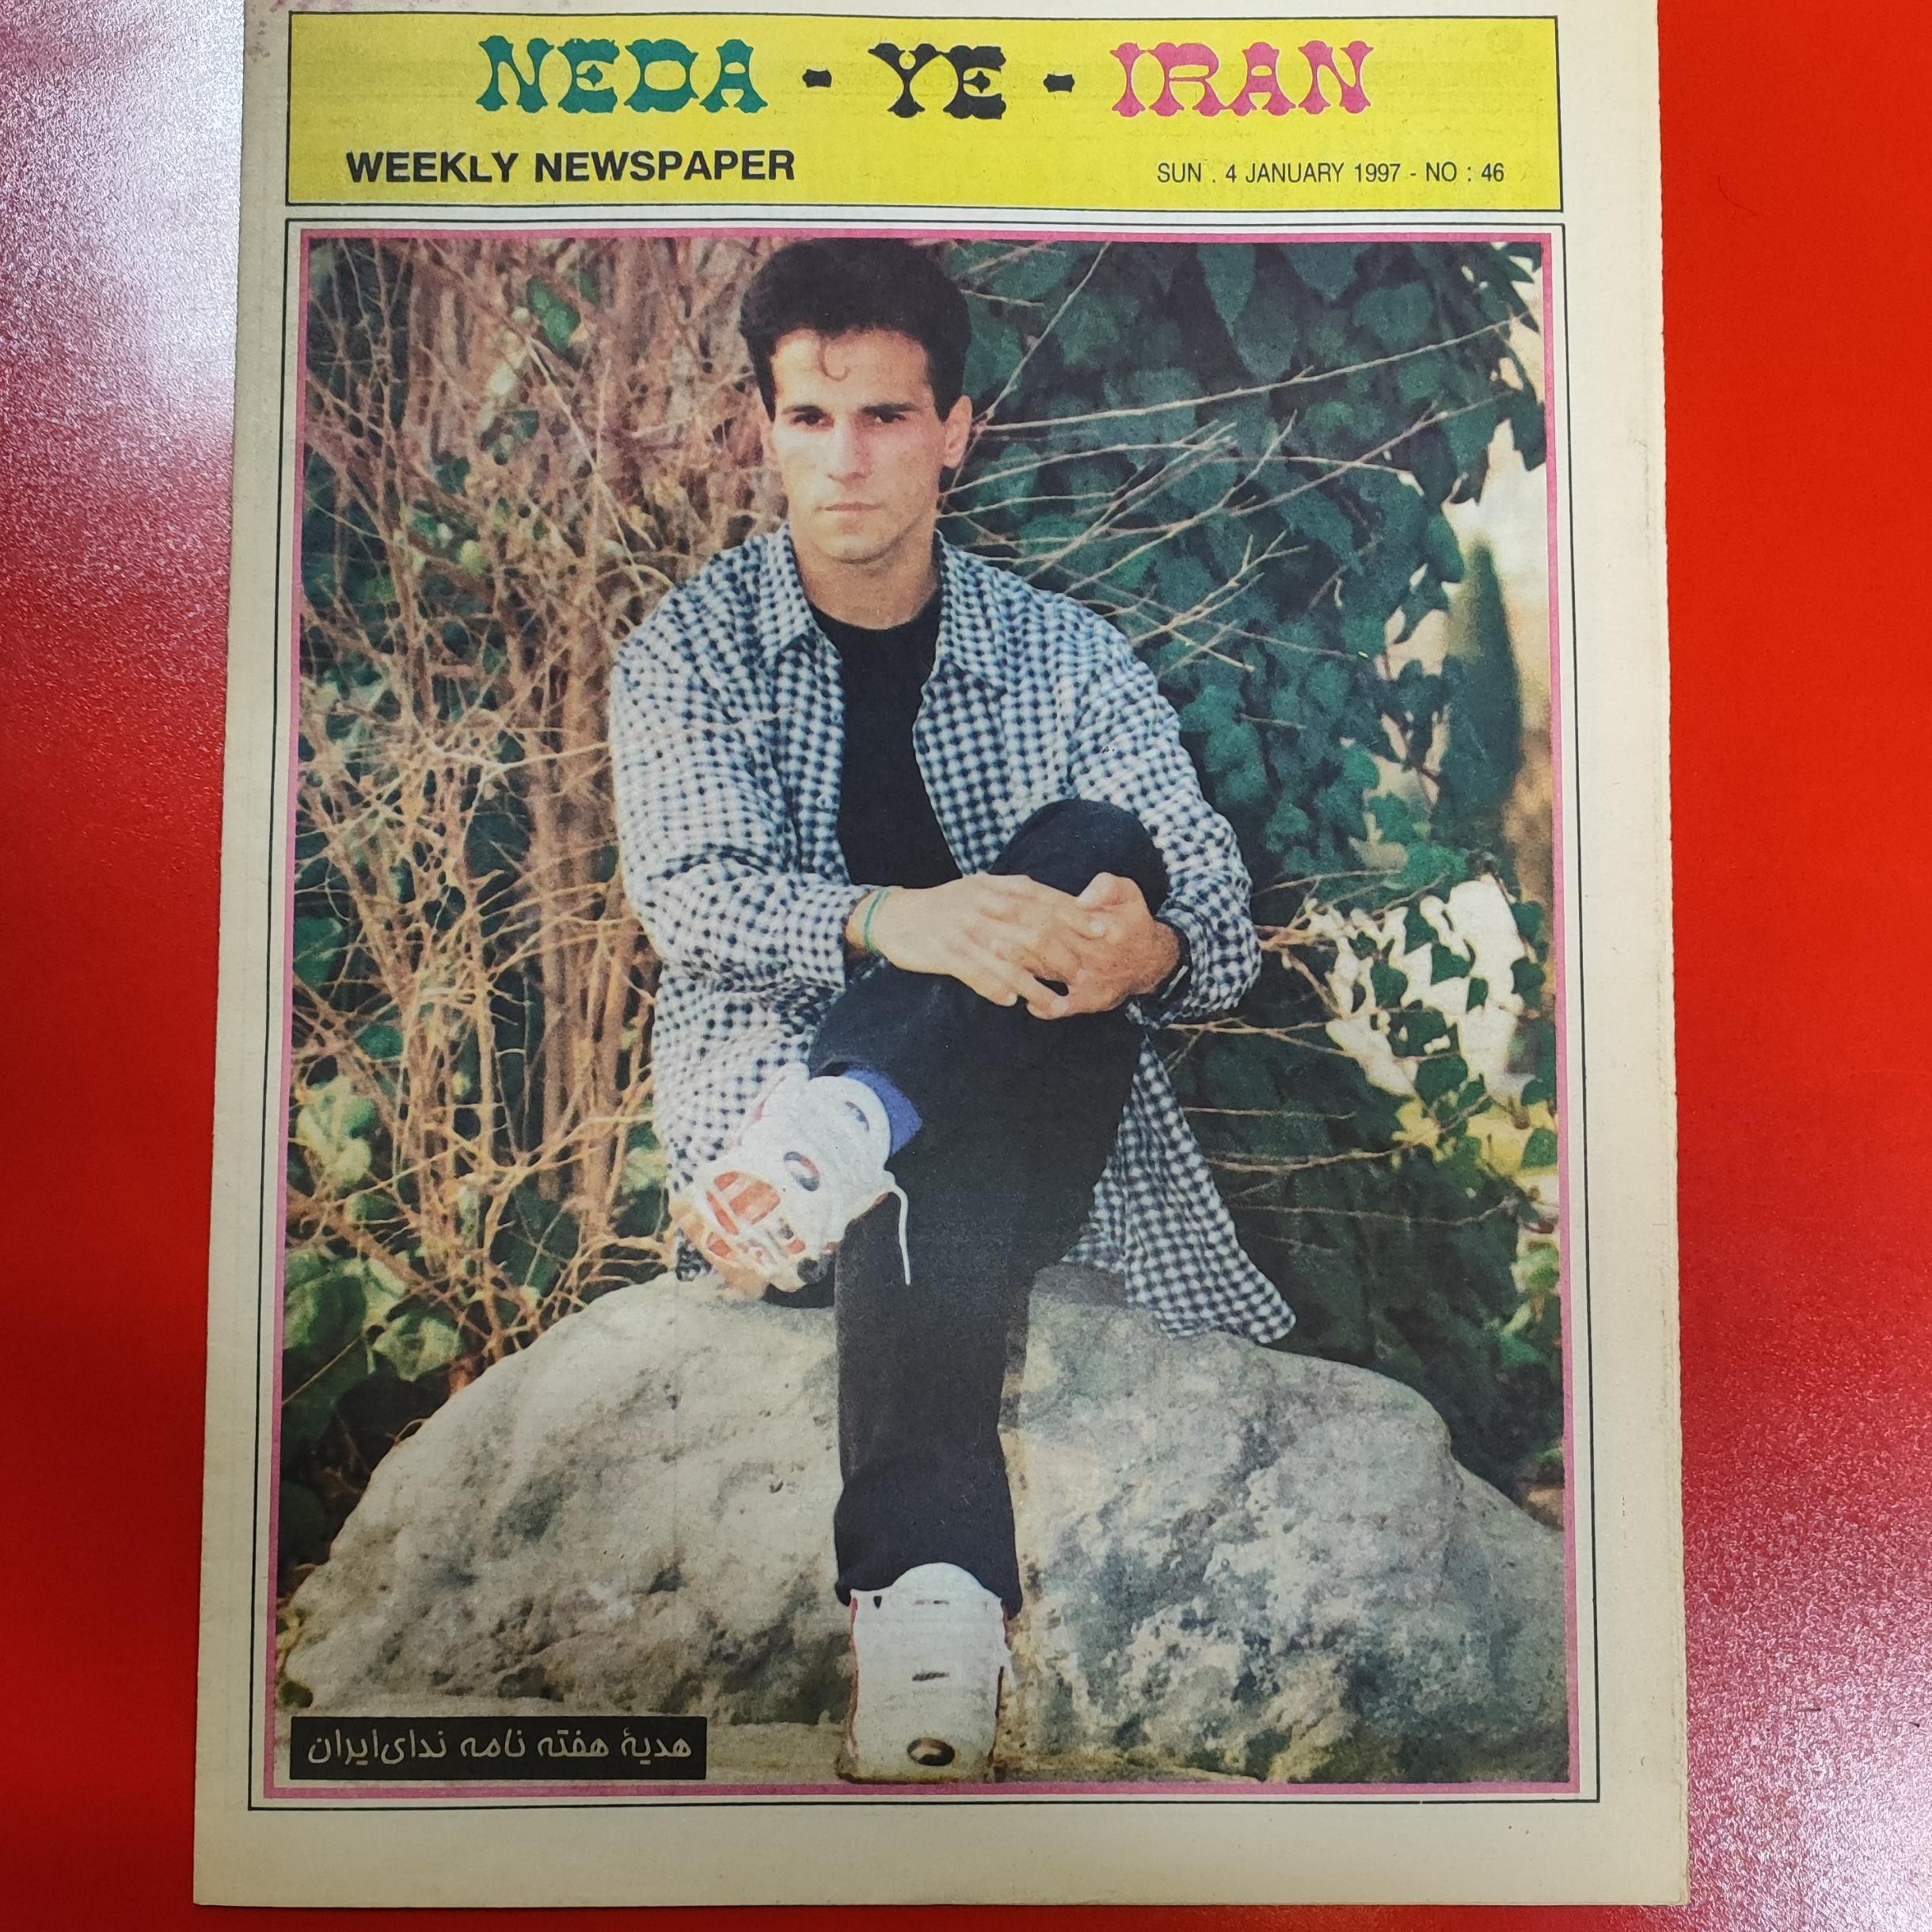 NEDA - YE - IRAN
WEEKLY NEWSPAPER
SUN . 4 JANUARY 1997 - NO : 46
هدیهٔ هفته نامه ندای‌ایران